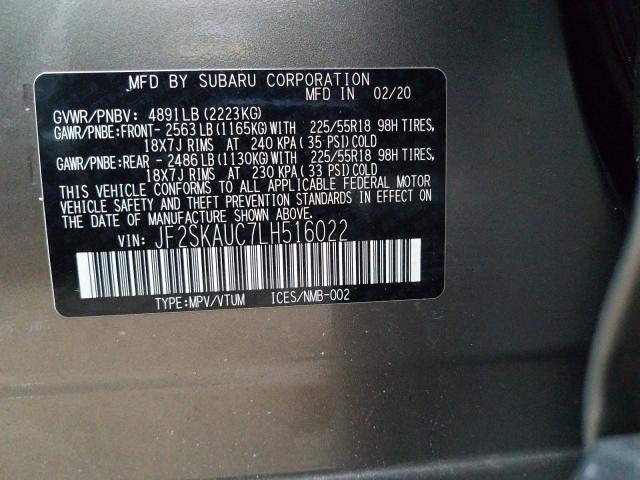 MFD BY SUBARU CORPORATION
MFD IN 02/20
GVWR/PNBV: 4891LB (2223KG)
GAWR/PNBE:FRONT- 2563 LB (1165KG) WITH 225/55R18 98H TIRES,
18X7J RIMS AT 240 KPA ( 35 PSI) COLD
GAWR/PNBE:REAR - 2486 LB (1130KG) WITH 225/55R18 98H TIRES,
18X7J RIMS AT 230 KPA ( 33 PSI) COLD
THIS VEHICLE CONFORMS TO ALL APPLICABLE FEDERAL MOTOR
VEHICLE SAFETY AND THEFT PREVENTION STANDARDS IN EFFECT ON
THE DATE OF MANUFACTURE SHOWN ABOVE.
VIN: JF2SKAUC7LH516022
TYPE:MPV/VTUM ICES/NMB-002